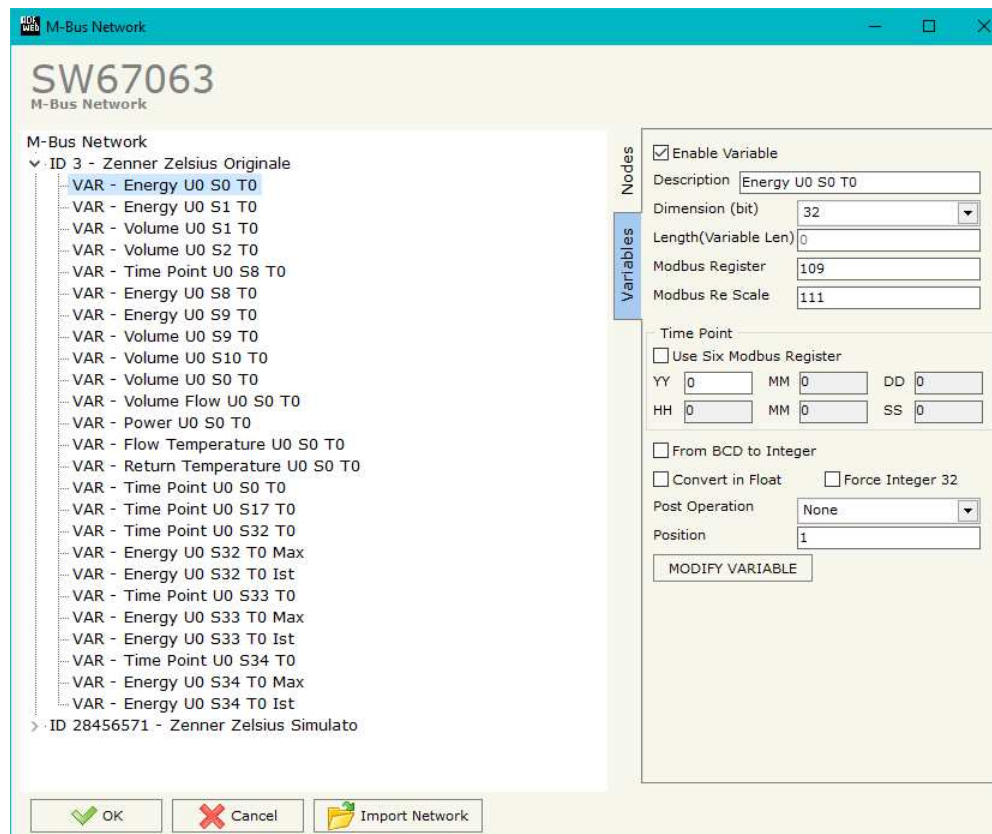 ADF WEB M-Bus Network
SW67063
M-Bus Network
M-Bus Network
ID 3 - Zenner Zelsius Originale
VAR - Energy U0 S0 T0
VAR - Energy U0 S1 T0
VAR - Volume U0 S1 T0
VAR - Volume U0 S2 T0
VAR - Time Point U0 S8 T0
VAR - Energy U0 S8 T0
VAR - Energy U0 S9 T0
VAR - Volume U0 S9 T0
VAR - Volume U0 S10 T0
VAR - Volume U0 S0 T0
VAR - Volume Flow U0 S0 T0
VAR - Power U0 S0 T0
VAR - Flow Temperature U0 S0 T0
VAR - Return Temperature U0 S0 T0
VAR - Time Point U0 S0 T0
VAR - Time Point U0 S17 T0
VAR - Time Point U0 S32 T0
VAR - Energy U0 S32 T0 Max
VAR - Energy U0 S32 T0 Ist
VAR - Time Point U0 S33 T0
VAR - Energy U0 S33 T0 Max
VAR - Energy U0 S33 T0 Ist
VAR - Time Point U0 S34 T0
VAR - Energy U0 S34 T0 Max
VAR - Energy U0 S34 T0 Ist
ID 28456571 - Zenner Zelsius Simulato
Nodes
Variables
Enable Variable
Description Energy U0 S0 T0
Dimension (bit) 32
Length(Variable Len) 0
Modbus Register 109
Modbus Re Scale 111
Time Point
Use Six Modbus Register
YY 0 MM 0 DD 0
HH 0 MM 0 SS 0
From BCD to Integer
Convert in Float Force Integer 32
Post Operation None
Position 1
MODIFY VARIABLE
OK Cancel Import Network